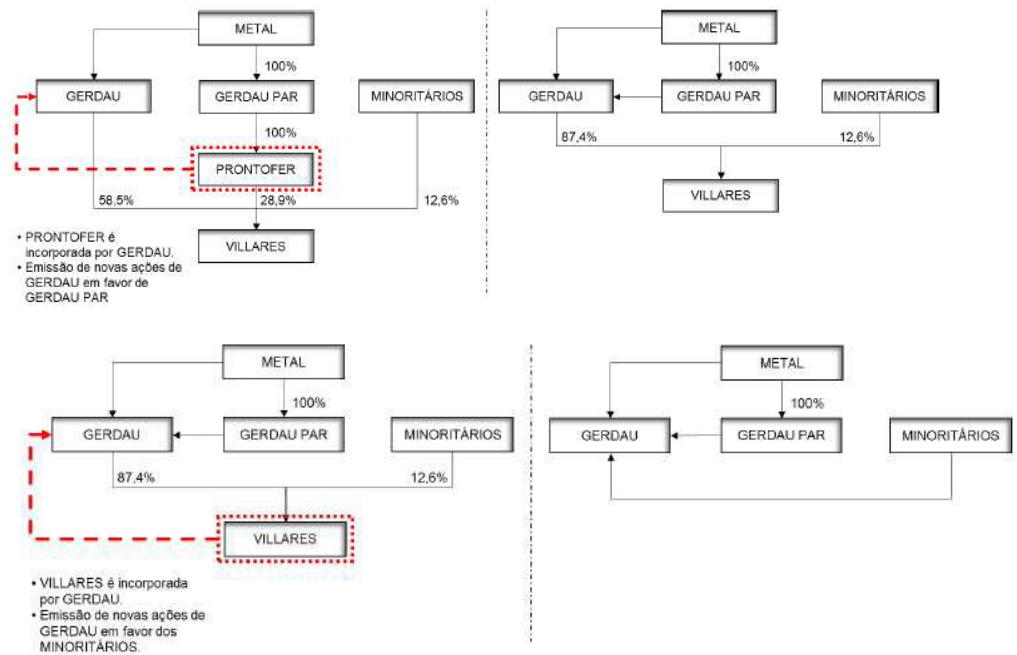 METAL
100%
GERDAU
GERDAU PAR
MINORITÁRIOS
100%
PRONTOFER
58,5%
28,9%
12,6%
VILLARES
• PRONTOFER é
incorporada por GERDAU.
• Emissão de novas ações de
GERDAU em favor de
GERDAU PAR
METAL
100%
GERDAU
GERDAU PAR
MINORITÁRIOS
87,4%
12,6%
VILLARES
METAL
100%
GERDAU
GERDAU PAR
MINORITÁRIOS
87,4%
12,6%
VILLARES
• VILLARES é incorporada
por GERDAU.
• Emissão de novas ações de
GERDAU em favor dos
MINORITÁRIOS.
METAL
100%
GERDAU
GERDAU PAR
MINORITÁRIOS